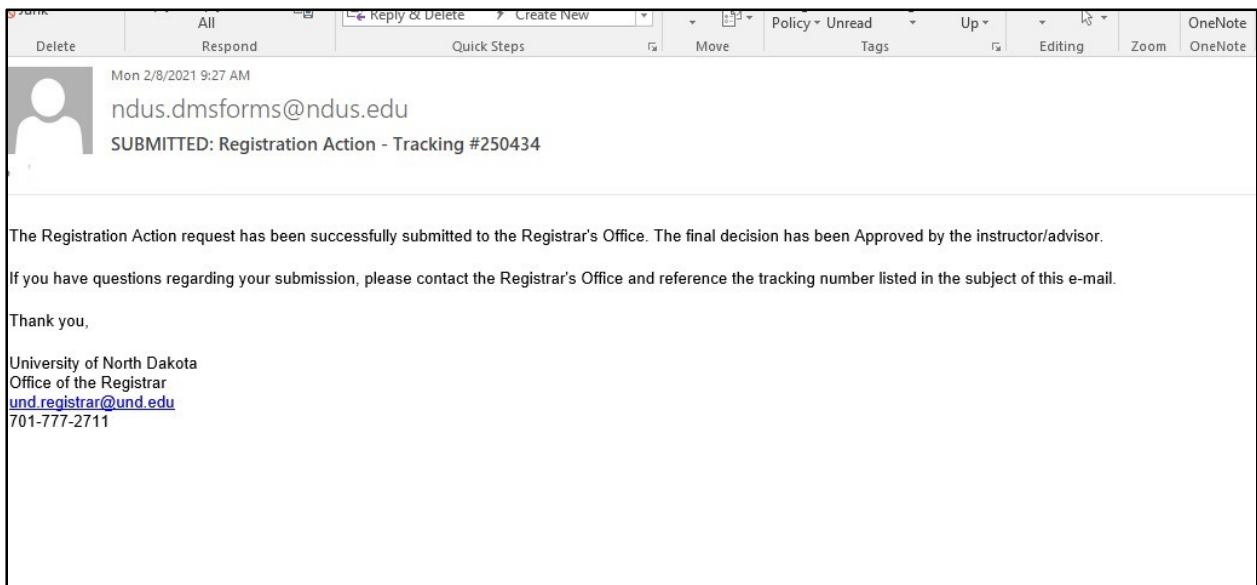 Junk
All
Reply & Delete
Create New
Policy
Unread
Up
OneNote
Delete
Respond
Quick Steps
Move
Tags
Editing
Zoom
OneNote
Mon 2/8/2021 9:27 AM
ndus.dmsforms@ndus.edu
SUBMITTED: Registration Action - Tracking #250434
The Registration Action request has been successfully submitted to the Registrar's Office. The final decision has been Approved by the instructor/advisor.
If you have questions regarding your submission, please contact the Registrar's Office and reference the tracking number listed in the subject of this e-mail.
Thank you,
University of North Dakota
Office of the Registrar
und.registrar@und.edu
701-777-2711